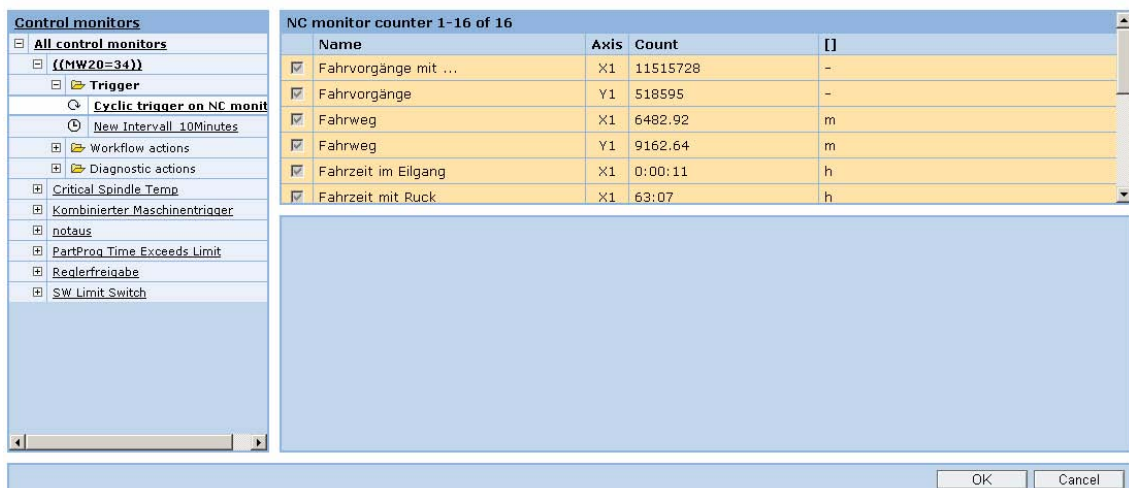 Control monitors
All control monitors
((MW20=34))
Trigger
Cyclic trigger on NC monit
New Intervall 10Minutes
Workflow actions
Diagnostic actions
Critical Spindle Temp
Kombinierter Maschinentrigger
notaus
PartProg Time Exceeds Limit
Reglerfreigabe
SW Limit Switch
NC monitor counter 1-16 of 16
Name Axis Count []
Fahrvorgänge mit ... X1 11515728 -
Fahrvorgänge Y1 518595 -
Fahrweg X1 6482.92 m
Fahrweg Y1 9162.64 m
Fahrzeit im Eilgang X1 0:00:11 h
Fahrzeit mit Ruck X1 63:07 h
OK Cancel